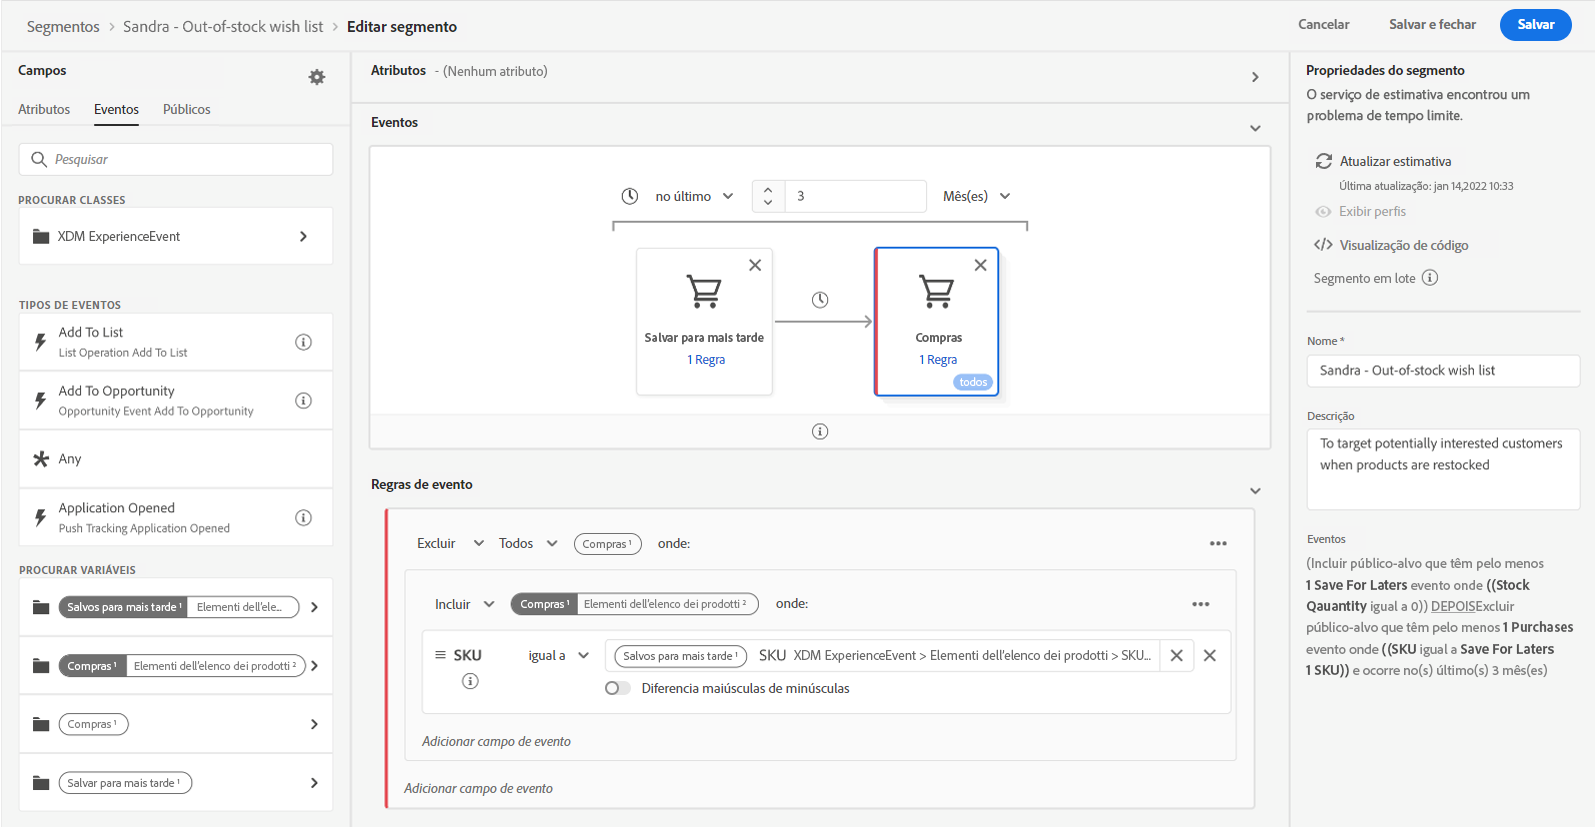 Segmentos > Sandra - Out-of-stock wish list > Editar segmento
Cancelar
Salvar e fechar
Salvar
Campos
Atributos
Eventos
Públicos
Pesquisar
PROCURAR CLASSES
XDM ExperienceEvent
TIPOS DE EVENTOS
Add To List
List Operation Add To List
Add To Opportunity
Opportunity Event Add To Opportunity
Any
Application Opened
Push Tracking Application Opened
PROCURAR VARIÁVEIS
Salvos para mais tarde ¹ Elementi dell'ele...
Compras ¹ Elementi dell'elenco dei prodotti ²
Compras ¹
Salvar para mais tarde ¹
Atributos - (Nenhum atributo)
Eventos
no último 3 Mês(es)
Salvar para mais tarde
1 Regra
Compras
1 Regra
todos
Regras de evento
Excluir Todos Compras ¹ onde:
Incluir Compras ¹ Elementi dell'elenco dei prodotti ² onde:
SKU igual a Salvos para mais tarde ¹ SKU XDM ExperienceEvent > Elementi dell'elenco dei prodotti > SKU...
Diferencia maiúsculas de minúsculas
Adicionar campo de evento
Adicionar campo de evento
Propriedades do segmento
O serviço de estimativa encontrou um
problema de tempo limite.
Atualizar estimativa
Última atualização: jan 14,2022 10:33
Exibir perfis
Visualização de código
Segmento em lote
Nome *
Sandra - Out-of-stock wish list
Descrição
To target potentially interested customers
when products are restocked
Eventos
(Incluir público-alvo que têm pelo menos
1 Save For Laters evento onde ((Stock
Qauantity igual a 0)) DEPOISExcluir
público-alvo que têm pelo menos 1 Purchases
evento onde ((SKU igual a Save For Laters
1 SKU)) e ocorre no(s) último(s) 3 mês(es)